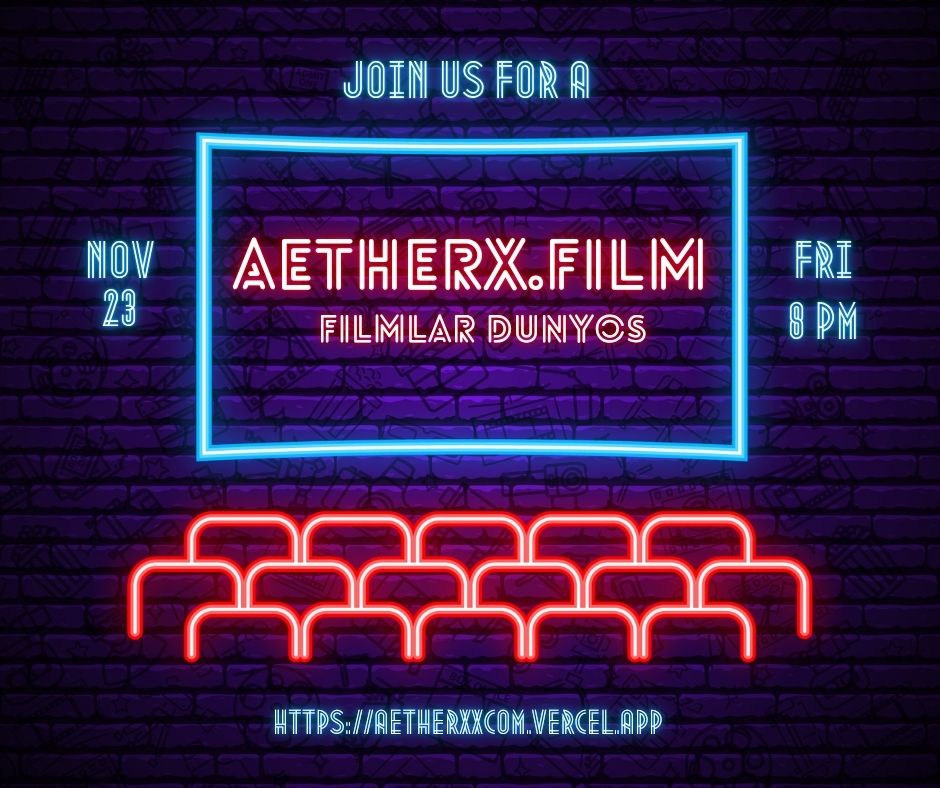 JOIN US FOR A
AETHERX.FILM
FILMLAR DUNYOS
NOV
23
FRI
8 PM
HTTPS://AETHERXXCOM.VERCEL.APP